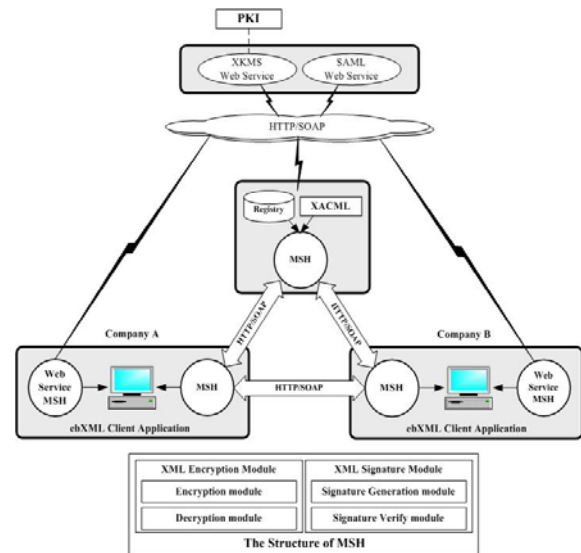 PKI
XKMS
Web Service
SAML
Web Service
HTTP/SOAP
Registry
XACML
MSH
HTTP/SOAP
HTTP/SOAP
Company A
Company B
Web
Service
MSH
MSH
HTTP/SOAP
MSH
Web
Service
MSH
ebXML Client Application
ebXML Client Application
XML Encryption Module
XML Signature Module
Encryption module
Signature Generation module
Decryption module
Signature Verify module
The Structure of MSH